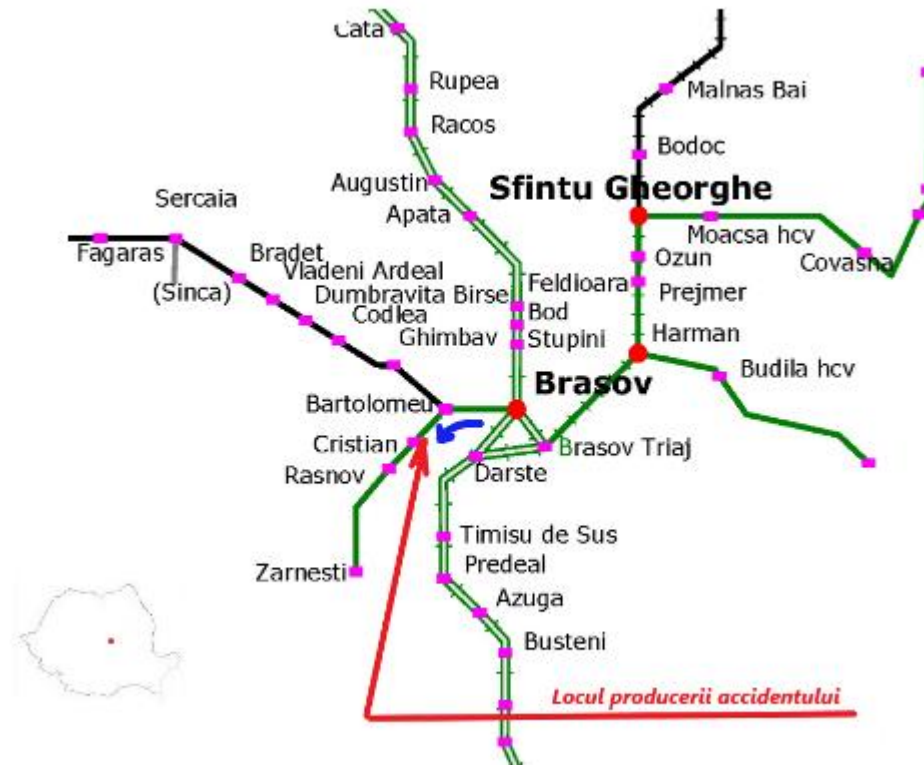 Cata
Rupea
Racos
Malnas Bai
Bodoc
Augustin
Sfintu Gheorghe
Sercaia
Apata
Moacsa hcv
Fagaras
Bradet
Ozun
Covasna
Vladeni Ardeal
Feldioara
(Sinca)
Dumbravita Birse
Prejmer
Codlea
Bod
Ghimbav
Stupini
Harman
Brasov
Budila hcv
Bartolomeu
Cristian
Brasov Triaj
Rasnov
Darste
Timisu de Sus
Zarnesti
Predeal
Azuga
Busteni
Locul producerii accidentului